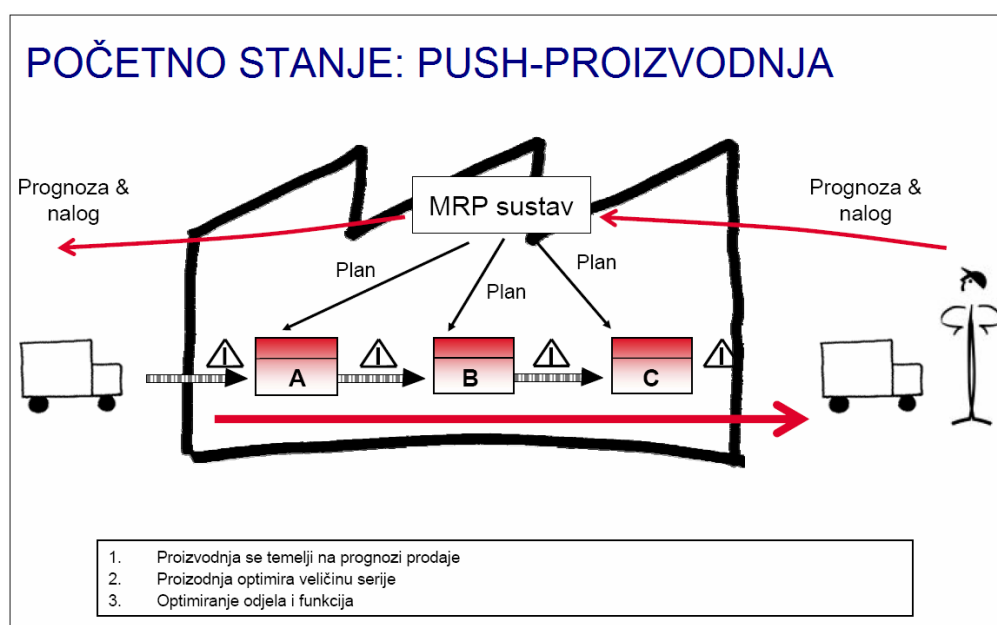 POČETNO STANJE: PUSH-PROIZVODNJA
Prognoza &
nalog
MRP sustav
Prognoza &
nalog
Plan
Plan
Plan
I
I
I
I
A
B
C
1. Proizvodnja se temelji na prognozi prodaje
2. Proizodnja optimira veličinu serije
3. Optimiranje odjela i funkcija